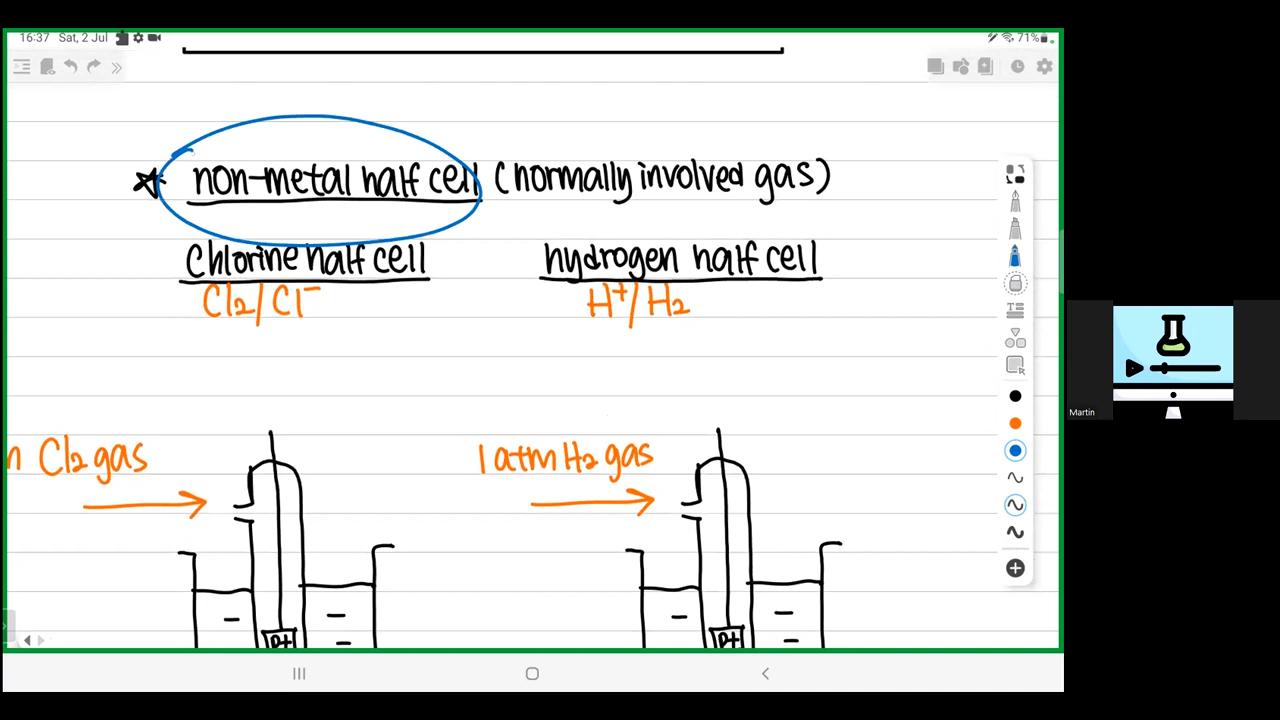 16:37 Sat, 2 Jul 71%
☆ non-metal half cell (normally involved gas)
Chlorine half cell hydrogen half cell
Cl₂/Cl⁻ H⁺/H₂
Cl₂ gas 1 atm H₂ gas
Pt Pt
Martin